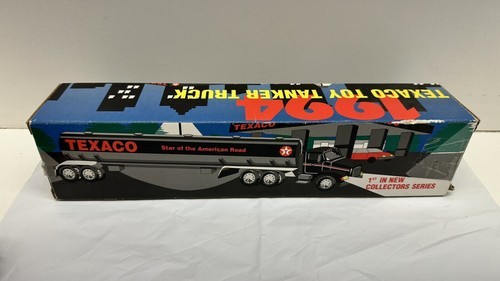 1994
TEXACO TOY TANKER TRUCK
TEXACO
TEXACO
Star of the American Road
1ST IN NEW
COLLECTORS SERIES